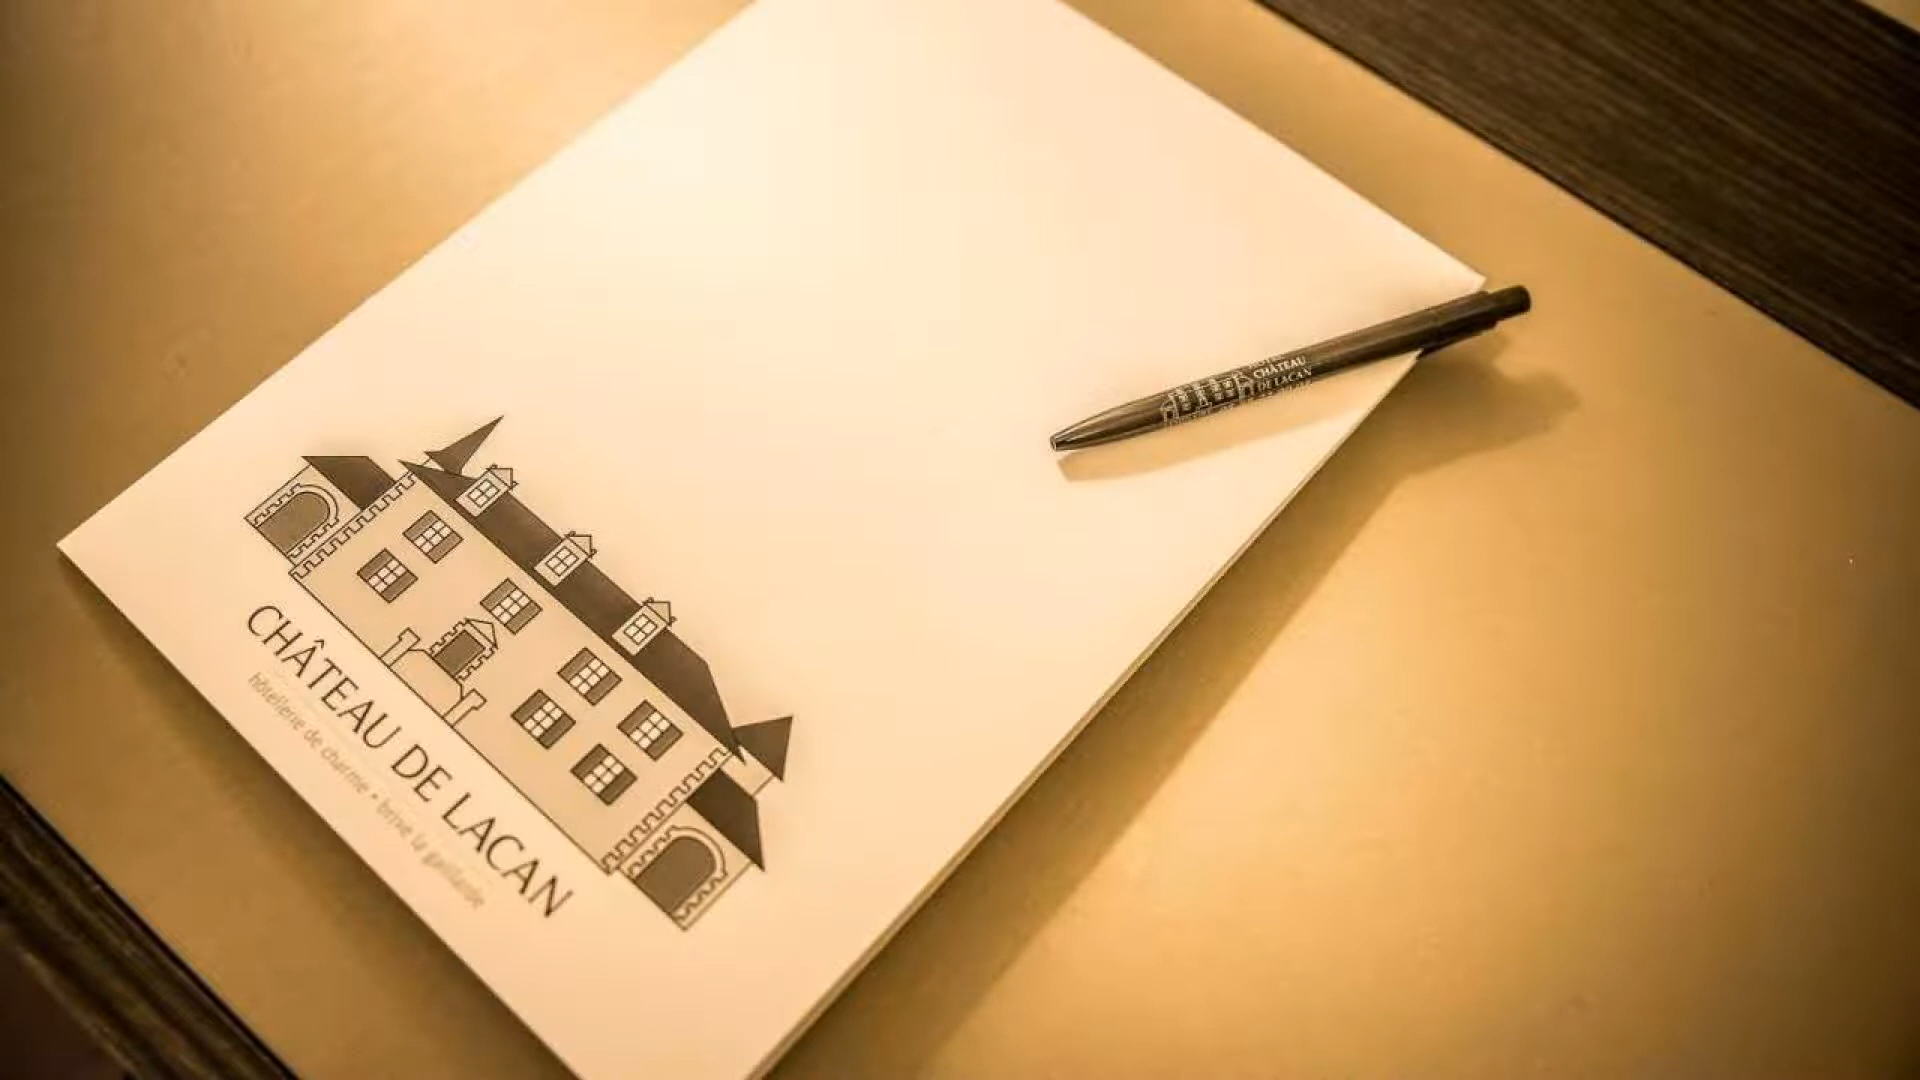 CHÂTEAU DE LACAN
hôtellerie de charme • brive la gaillarde
CHÂTEAU
DE LACAN